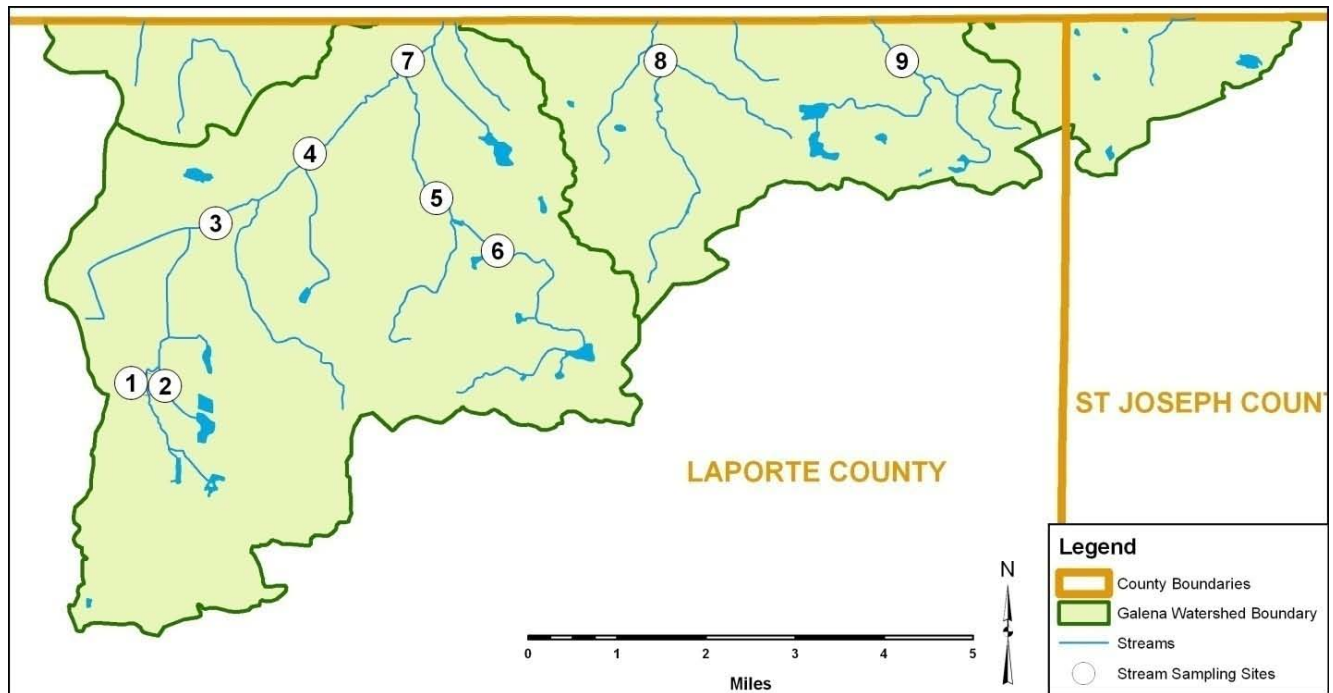 7
8
9
4
5
3
6
1
2
ST JOSEPH COUN
LAPORTE COUNTY
N
0 1 2 3 4 5
Miles
Legend
County Boundaries
Galena Watershed Boundary
Streams
Stream Sampling Sites